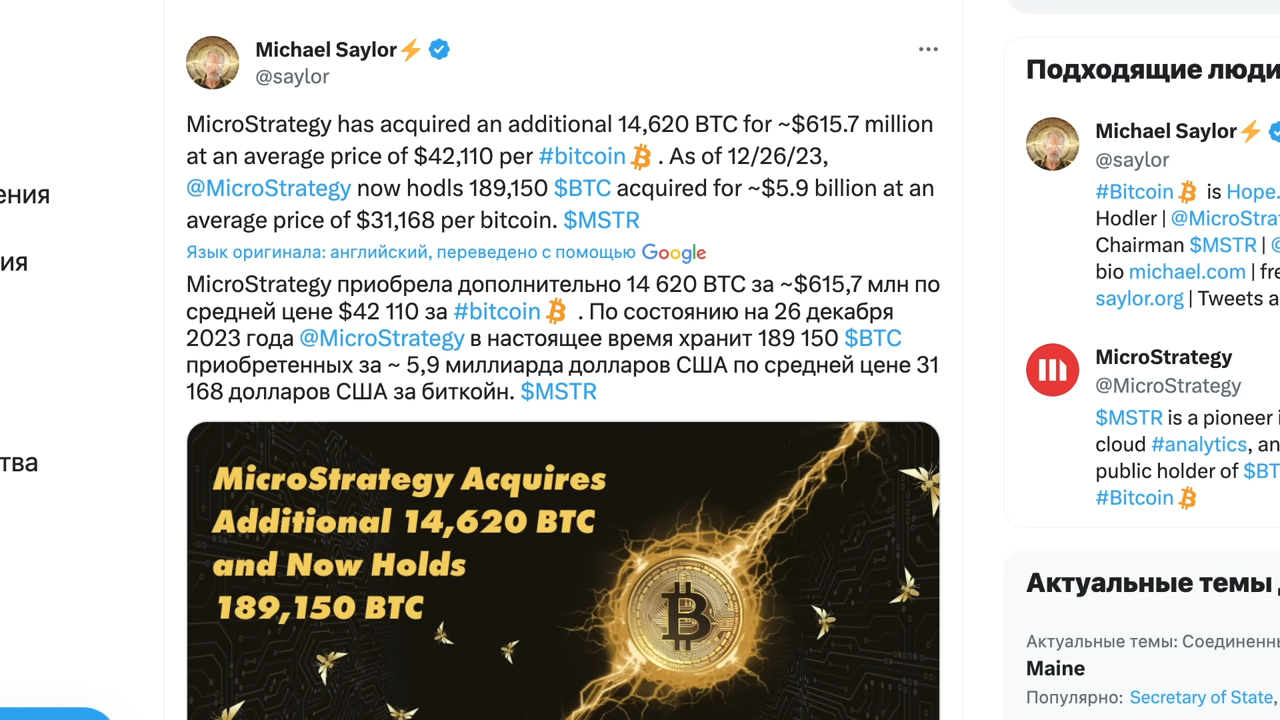 ения
ия
тва
Michael Saylor⚡
@saylor
MicroStrategy has acquired an additional 14,620 BTC for ~$615.7 million
at an average price of $42,110 per #bitcoin . As of 12/26/23,
@MicroStrategy now hodls 189,150 $BTC acquired for ~$5.9 billion at an
average price of $31,168 per bitcoin. $MSTR
Язык оригинала: английский, переведено с помощью Google
MicroStrategy приобрела дополнительно 14 620 BTC за ~$615,7 млн по
средней цене $42 110 за #bitcoin . По состоянию на 26 декабря
2023 года @MicroStrategy в настоящее время хранит 189 150 $BTC
приобретенных за ~ 5,9 миллиарда долларов США по средней цене 31
168 долларов США за биткойн. $MSTR
MicroStrategy Acquires
Additional 14,620 BTC
and Now Holds
189,150 BTC
Подходящие люди
Michael Saylor⚡
@saylor
#Bitcoin is Hope.
Hodler | @MicroStrat
Chairman $MSTR | @
bio michael.com | fre
saylor.org | Tweets a
MicroStrategy
@MicroStrategy
$MSTR is a pioneer i
cloud #analytics, an
public holder of $BT
#Bitcoin
Актуальные темы д
Актуальные темы: Соединенны
Maine
Популярно: Secretary of State,